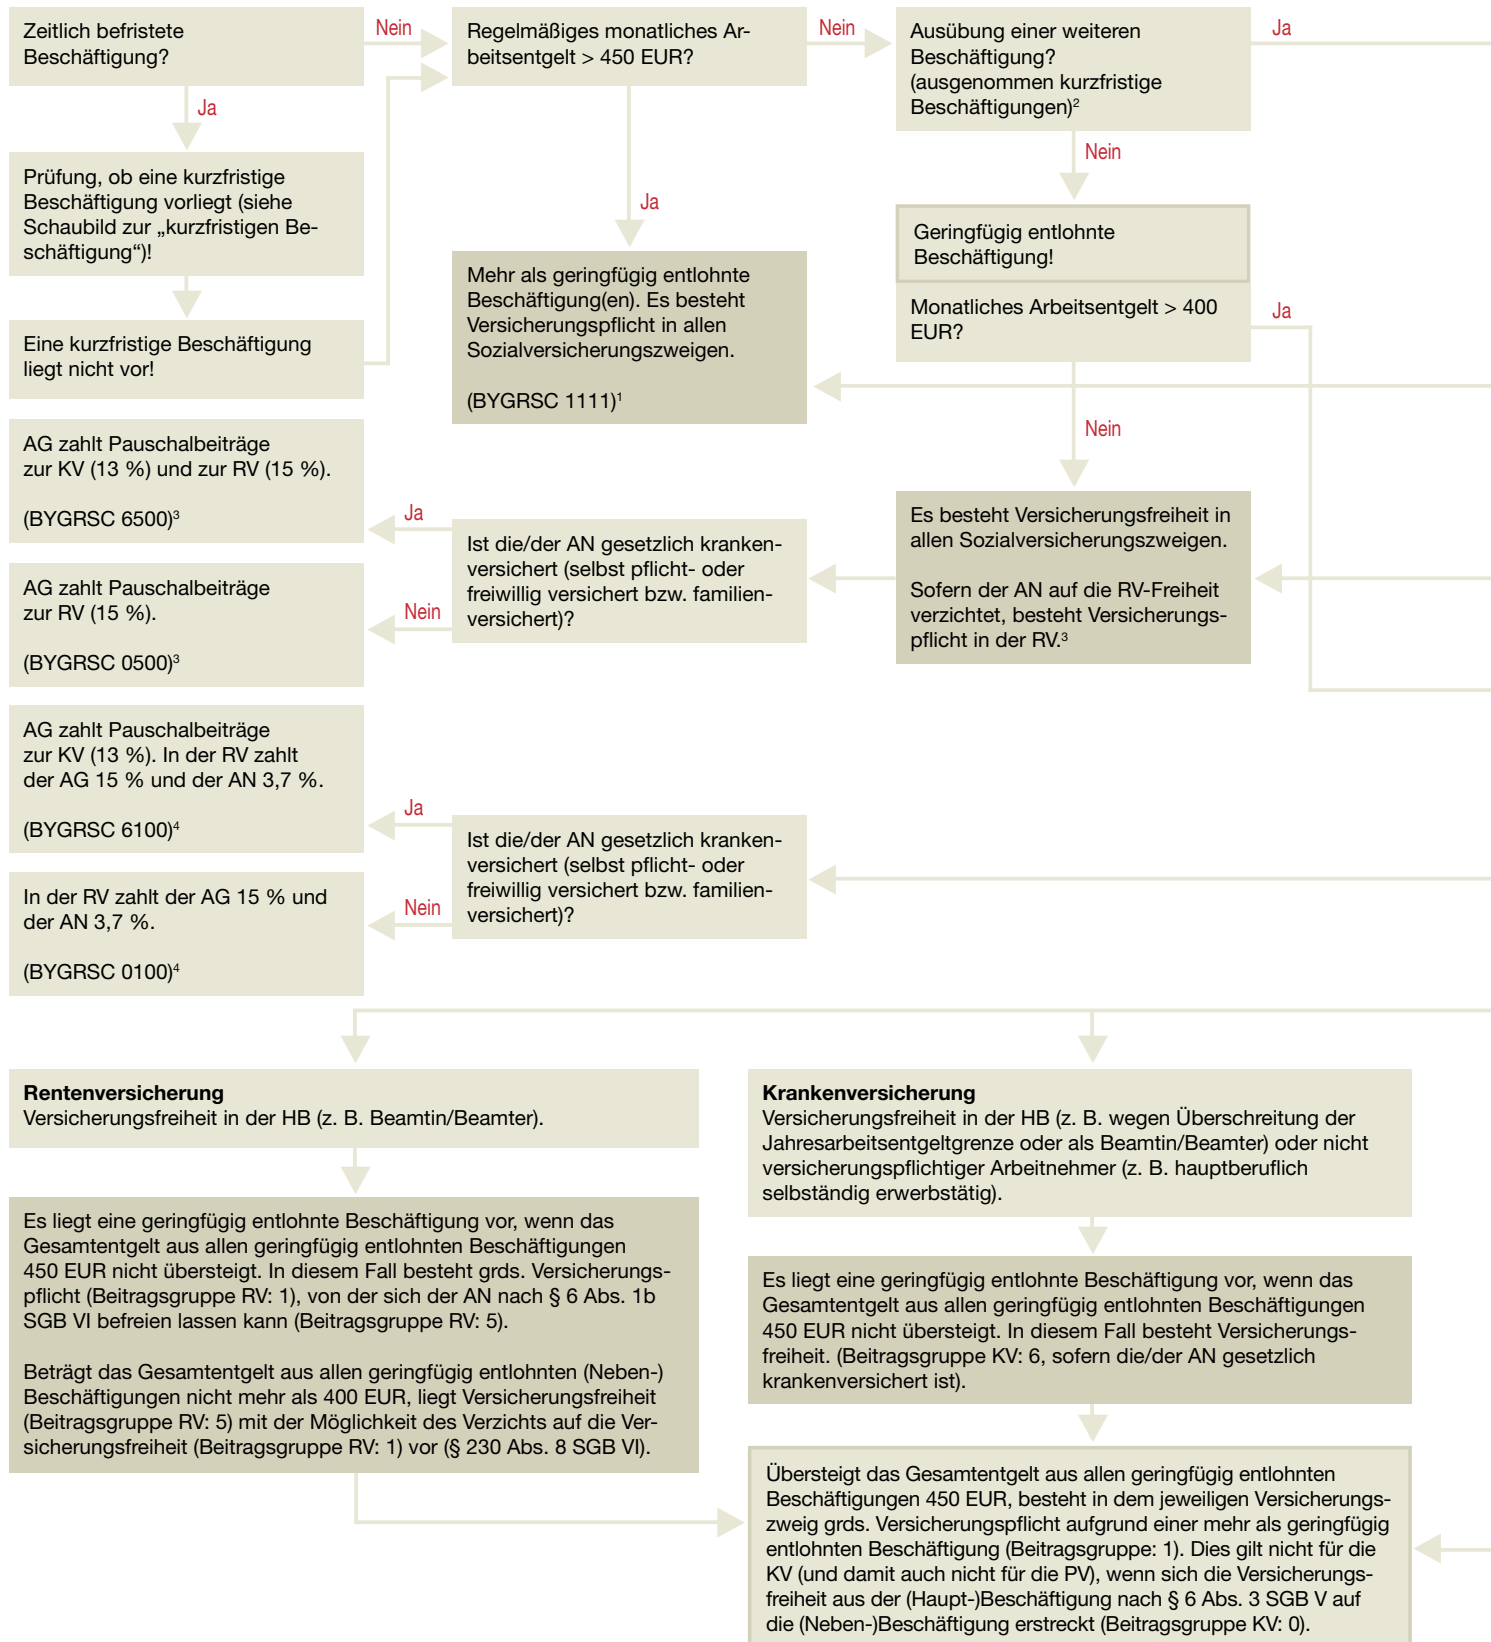 Zeitlich befristete
Beschäftigung?
Nein
Regelmäßiges monatliches Ar-
beitsentgelt > 450 EUR?
Nein
Ausübung einer weiteren
Beschäftigung?
(ausgenommen kurzfristige
Beschäftigungen)²
Ja
Ja
Nein
Prüfung, ob eine kurzfristige
Beschäftigung vorliegt (siehe
Schaubild zur „kurzfristigen Be-
schäftigung“)!
Ja
Geringfügig entlohnte
Beschäftigung!
Mehr als geringfügig entlohnte
Beschäftigung(en). Es besteht
Versicherungspflicht in allen
Sozialversicherungszweigen.
(BYGRSC 1111)¹
Monatliches Arbeitsentgelt > 400
EUR?
Ja
Eine kurzfristige Beschäftigung
liegt nicht vor!
Nein
AG zahlt Pauschalbeiträge
zur KV (13 %) und zur RV (15 %).
(BYGRSC 6500)³
Ja
Ist die/der AN gesetzlich kranken-
versichert (selbst pflicht- oder
freiwillig versichert bzw. familien-
versichert)?
Es besteht Versicherungsfreiheit in
allen Sozialversicherungszweigen.
Sofern der AN auf die RV-Freiheit
verzichtet, besteht Versicherungs-
pflicht in der RV.³
AG zahlt Pauschalbeiträge
zur RV (15 %).
(BYGRSC 0500)³
Nein
AG zahlt Pauschalbeiträge
zur KV (13 %). In der RV zahlt
der AG 15 % und der AN 3,7 %.
(BYGRSC 6100)⁴
Ja
Ist die/der AN gesetzlich kranken-
versichert (selbst pflicht- oder
freiwillig versichert bzw. familien-
versichert)?
In der RV zahlt der AG 15 % und
der AN 3,7 %.
(BYGRSC 0100)⁴
Nein
Rentenversicherung
Versicherungsfreiheit in der HB (z. B. Beamtin/Beamter).
Es liegt eine geringfügig entlohnte Beschäftigung vor, wenn das
Gesamtentgelt aus allen geringfügig entlohnten Beschäftigungen
450 EUR nicht übersteigt. In diesem Fall besteht grds. Versicherungs-
pflicht (Beitragsgruppe RV: 1), von der sich der AN nach § 6 Abs. 1b
SGB VI befreien lassen kann (Beitragsgruppe RV: 5).
Beträgt das Gesamtentgelt aus allen geringfügig entlohnten (Neben-)
Beschäftigungen nicht mehr als 400 EUR, liegt Versicherungsfreiheit
(Beitragsgruppe RV: 5) mit der Möglichkeit des Verzichts auf die Ver-
sicherungsfreiheit (Beitragsgruppe RV: 1) vor (§ 230 Abs. 8 SGB VI).
Krankenversicherung
Versicherungsfreiheit in der HB (z. B. wegen Überschreitung der
Jahresarbeitsentgeltgrenze oder als Beamtin/Beamter) oder nicht
versicherungspflichtiger Arbeitnehmer (z. B. hauptberuflich
selbständig erwerbstätig).
Es liegt eine geringfügig entlohnte Beschäftigung vor, wenn das
Gesamtentgelt aus allen geringfügig entlohnten Beschäftigungen
450 EUR nicht übersteigt. In diesem Fall besteht Versicherungs-
freiheit. (Beitragsgruppe KV: 6, sofern die/der AN gesetzlich
krankenversichert ist).
Übersteigt das Gesamtentgelt aus allen geringfügig entlohnten
Beschäftigungen 450 EUR, besteht in dem jeweiligen Versicherungs-
zweig grds. Versicherungspflicht aufgrund einer mehr als geringfügig
entlohnten Beschäftigung (Beitragsgruppe: 1). Dies gilt nicht für die
KV (und damit auch nicht für die PV), wenn sich die Versicherungs-
freiheit aus der (Haupt-)Beschäftigung nach § 6 Abs. 3 SGB V auf
die (Neben-)Beschäftigung erstreckt (Beitragsgruppe KV: 0).